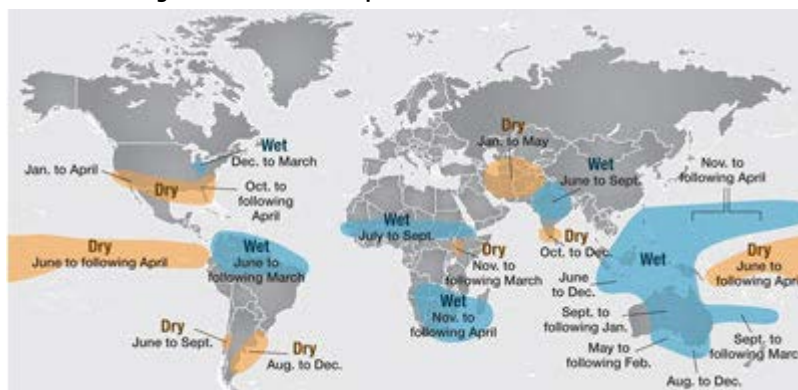 Wet
Dec. to March
Jan. to April
Dry
Oct. to
following
April
Dry
June to following April
Wet
June to
following March
Dry
June to Sept.
Dry
Aug. to Dec.
Wet
July to Sept.
Dry
Nov. to
following March
Wet
Nov. to
following April
Dry
Jan. to May
Wet
June to Sept.
Dry
Oct. to Dec.
Nov. to
following April
Wet
June
to Dec.
Dry
June to
following April
Sept. to
following Jan.
May to
following Feb.
Sept. to
following March
Aug. to Dec.